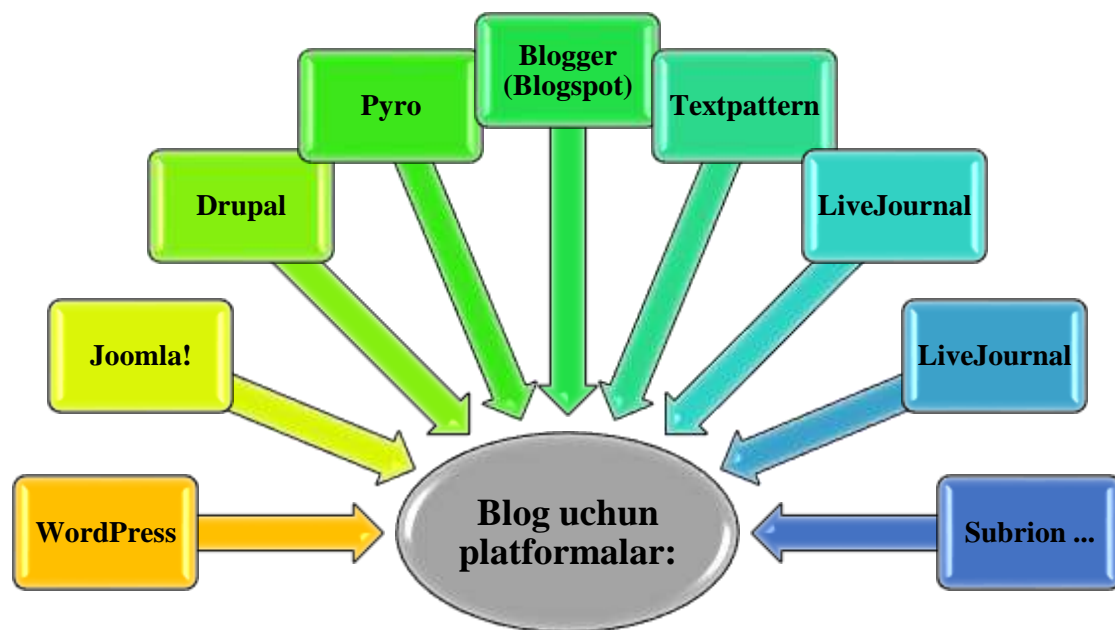 Blogger
(Blogspot)
Pyro
Textpattern
Drupal
LiveJournal
Joomla!
LiveJournal
WordPress
Blog uchun
platformalar:
Subrion ...